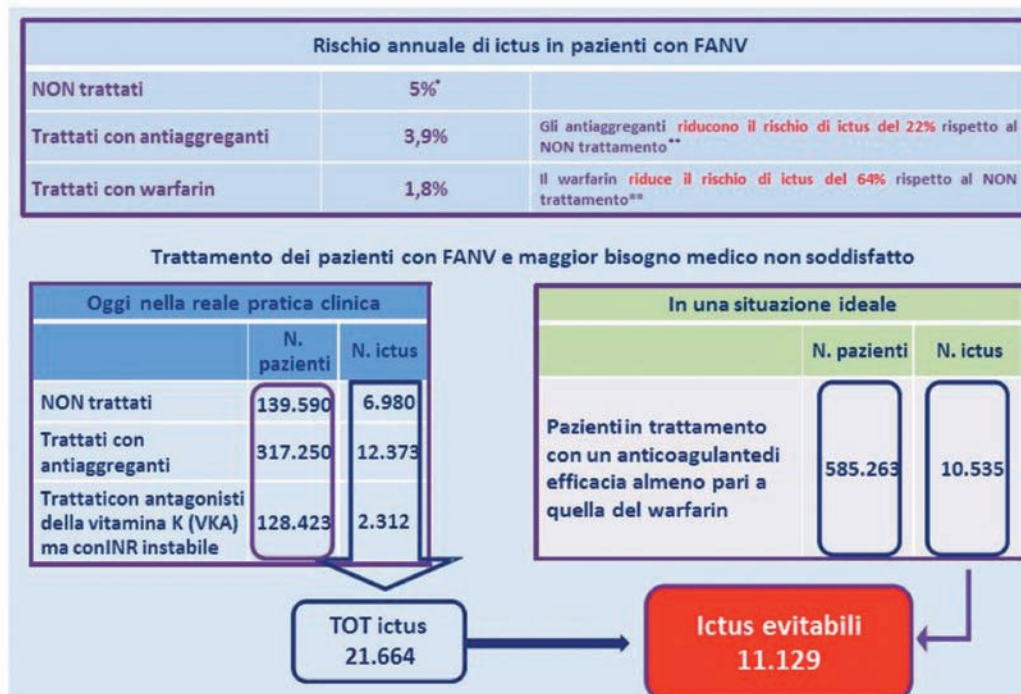 Rischio annuale di ictus in pazienti con FANV
NON trattati 5%*
Trattati con antiaggreganti 3,9% Gli antiaggreganti riducono il rischio di ictus del 22% rispetto al
NON trattamento**
Trattati con warfarin 1,8% Il warfarin riduce il rischio di ictus del 64% rispetto al NON
trattamento**
Trattamento dei pazienti con FANV e maggior bisogno medico non soddisfatto
Oggi nella reale pratica clinica
N.
pazienti
N. ictus
NON trattati 139.590 6.980
Trattati con
antiaggreganti
317.250 12.373
Trattaticon antagonisti
della vitamina K (VKA)
ma conINR instabile
128.423 2.312
TOT ictus
21.664
In una situazione ideale
N. pazienti N. ictus
Pazienti in trattamento
con un anticoagulantedi
efficacia almeno pari a
quella del warfarin
585.263 10.535
Ictus evitabili
11.129